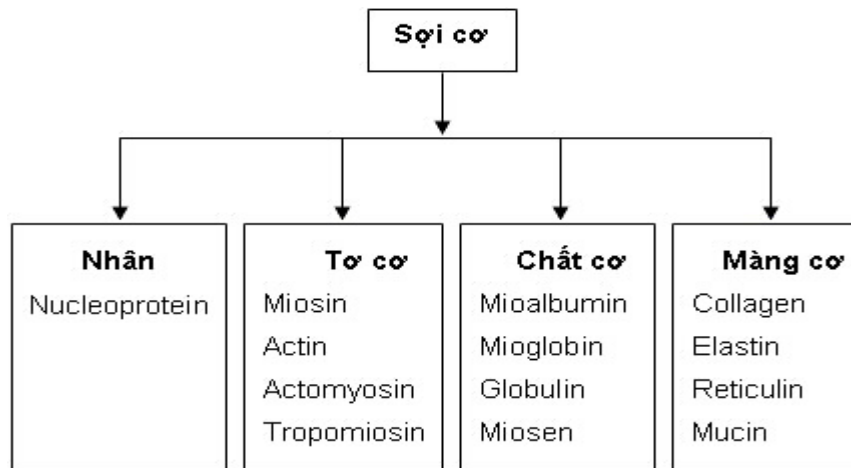 Sợi cơ
Nhân
Nucleoprotein
Tơ cơ
Miosin
Actin
Actomyosin
Tropomiosin
Chất cơ
Mioalbumin
Mioglobin
Globulin
Miosen
Màng cơ
Collagen
Elastin
Reticulin
Mucin